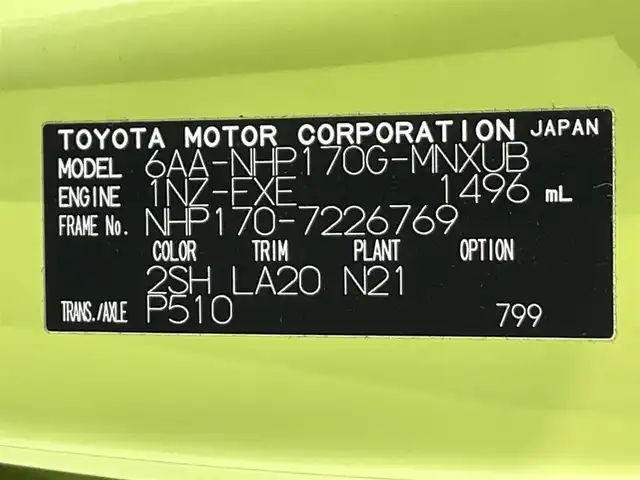 TOYOTA MOTOR CORPORATION JAPAN
MODEL 6AA-NHP170G-MNXUB
ENGINE 1NZ-EXE 1496 mL
FRAME No. NHP170-7226769
COLOR TRIM PLANT OPTION
2SH LA20 N21
TRANS./AXLE P510 799